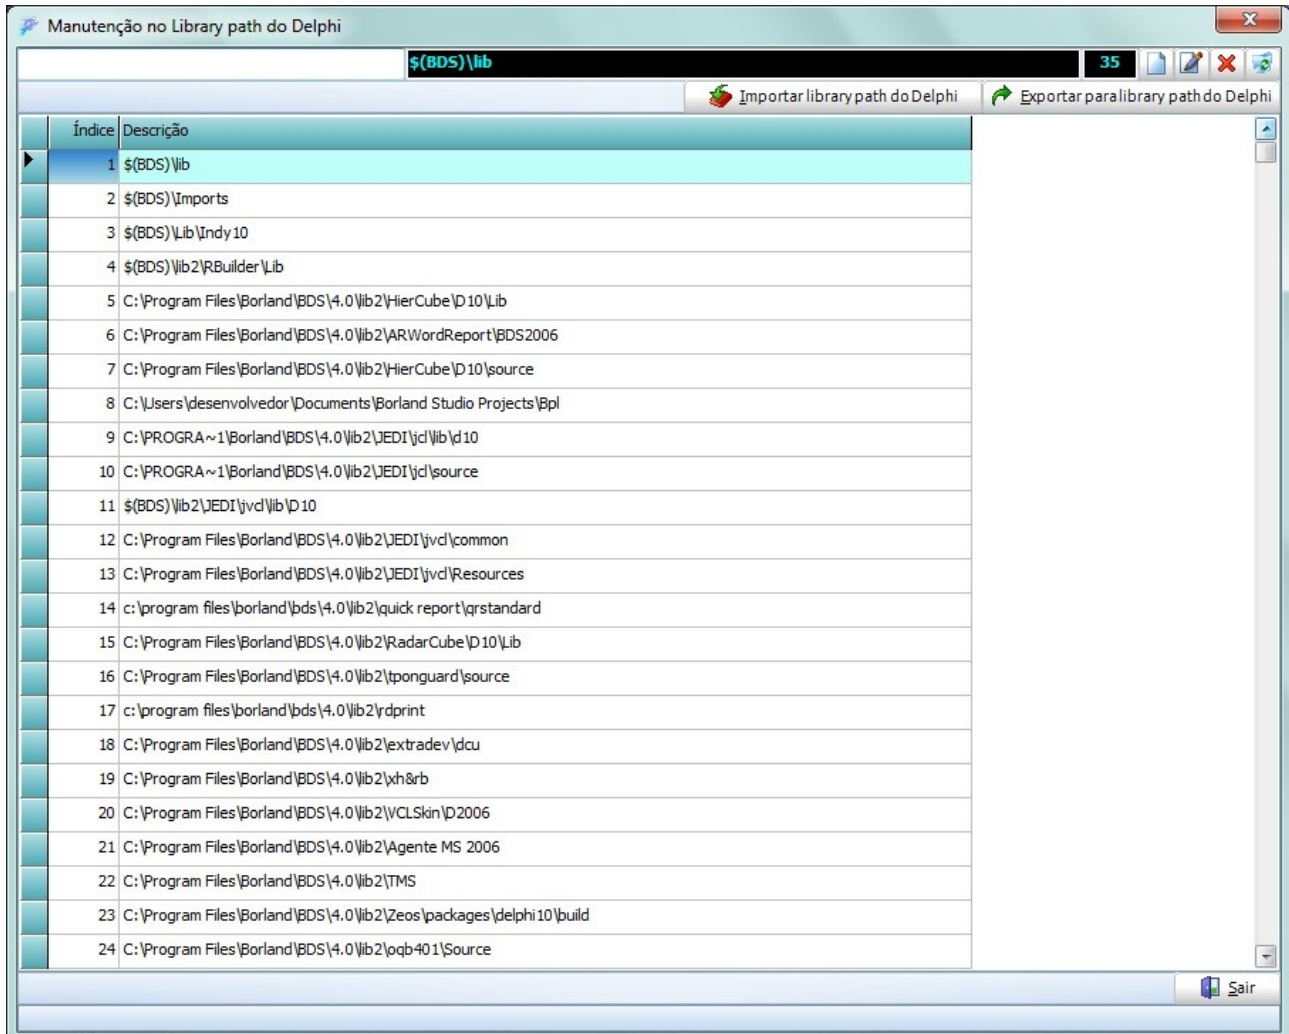 Manutenção no Library path do Delphi
$(BDS)\lib 35
Importar library path do Delphi Exportar para library path do Delphi
Índice Descrição
1 $(BDS)\lib
2 $(BDS)\Imports
3 $(BDS)\Lib\Indy10
4 $(BDS)\lib2\RBuilder\Lib
5 C:\Program Files\Borland\BDS\4.0\lib2\HierCube\D10\Lib
6 C:\Program Files\Borland\BDS\4.0\lib2\ARWordReport\BDS2006
7 C:\Program Files\Borland\BDS\4.0\lib2\HierCube\D10\source
8 C:\Users\desenvolvedor\Documents\Borland Studio Projects\Bpl
9 C:\PROGRA~1\Borland\BDS\4.0\lib2\JEDI\jcl\lib\d10
10 C:\PROGRA~1\Borland\BDS\4.0\lib2\JEDI\jcl\source
11 $(BDS)\lib2\JEDI\jvcl\lib\D10
12 C:\Program Files\Borland\BDS\4.0\lib2\JEDI\jvcl\common
13 C:\Program Files\Borland\BDS\4.0\lib2\JEDI\jvcl\Resources
14 c:\program files\borland\bds\4.0\lib2\quick report\qrstandard
15 C:\Program Files\Borland\BDS\4.0\lib2\RadarCube\D10\Lib
16 C:\Program Files\Borland\BDS\4.0\lib2\tponguard\source
17 c:\program files\borland\bds\4.0\lib2\rdprint
18 C:\Program Files\Borland\BDS\4.0\lib2\extradev\dcu
19 C:\Program Files\Borland\BDS\4.0\lib2\xh&rb
20 C:\Program Files\Borland\BDS\4.0\lib2\VCLSkin\D2006
21 C:\Program Files\Borland\BDS\4.0\lib2\Agente MS 2006
22 C:\Program Files\Borland\BDS\4.0\lib2\TMS
23 C:\Program Files\Borland\BDS\4.0\lib2\Zeos\packages\delphi10\build
24 C:\Program Files\Borland\BDS\4.0\lib2\oqb401\Source
Sair